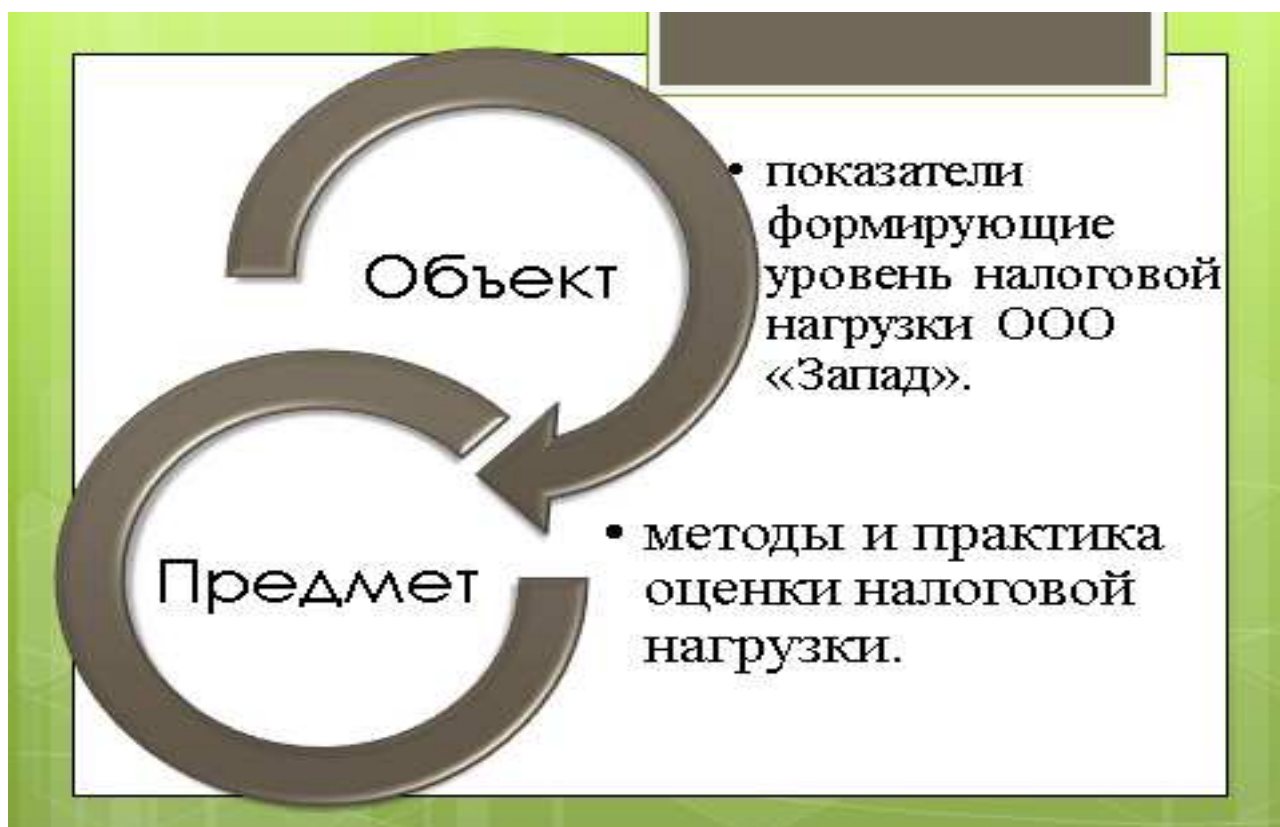 Объект
• показатели
формирующие
уровень налоговой
нагрузки ООО
«Запад».
Предмет
• методы и практика
оценки налоговой
нагрузки.